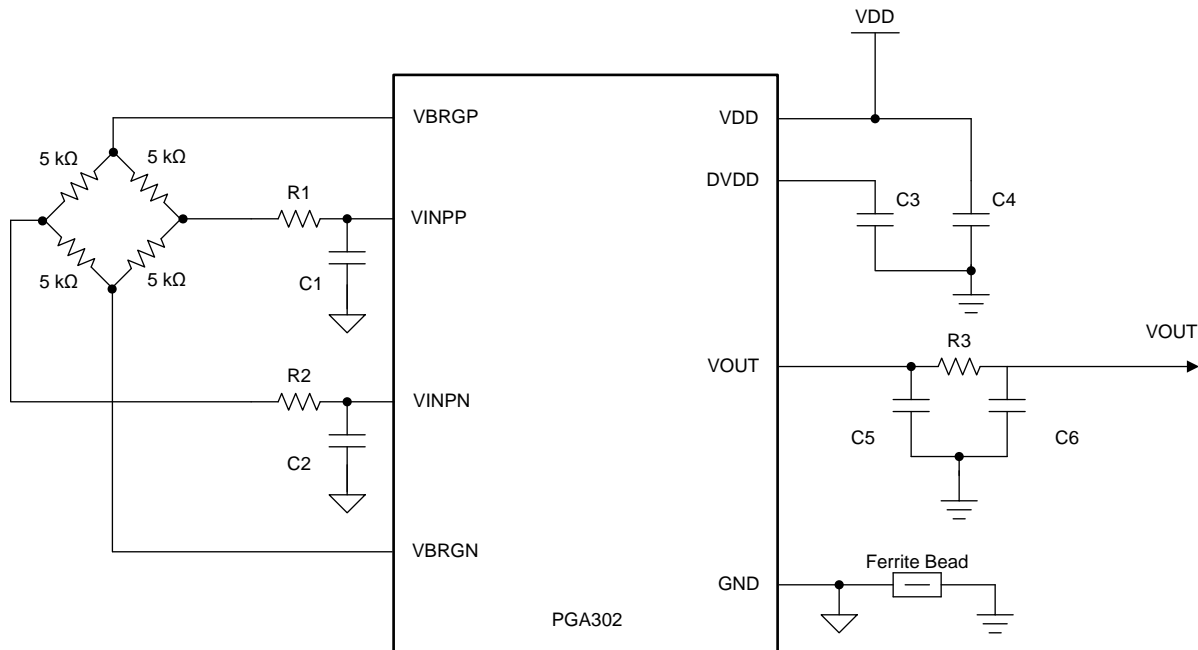 VDD
VBRGP
VDD
5 kΩ
5 kΩ
DVDD
R1
C3
C4
VINPP
5 kΩ
5 kΩ
C1
VOUT
R3
VOUT
R2
VINPN
C5
C6
C2
VBRGN
Ferrite Bead
GND
PGA302